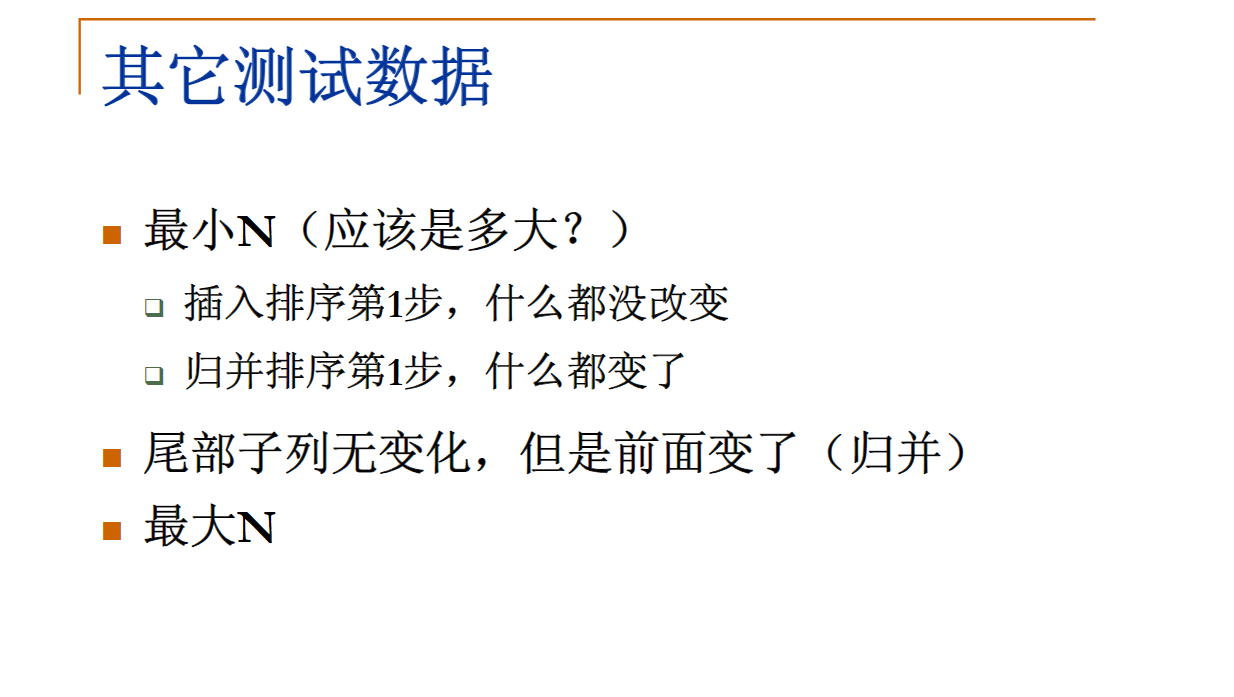 其它测试数据
最小N（应该是多大？）
插入排序第1步，什么都没改变
归并排序第1步，什么都变了
尾部子列无变化，但是前面变了（归并）
最大N